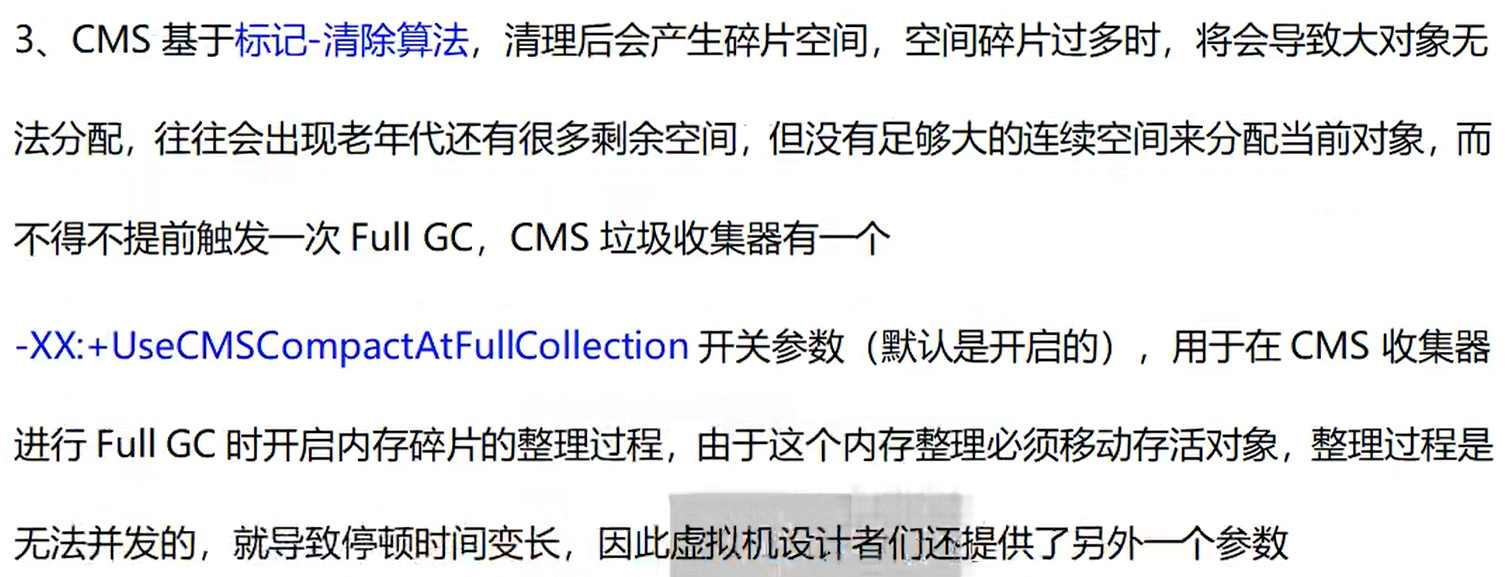 3、CMS 基于标记-清除算法，清理后会产生碎片空间，空间碎片过多时，将会导致大对象无
法分配，往往会出现老年代还有很多剩余空间，但没有足够大的连续空间来分配当前对象，而
不得不提前触发一次 Full GC，CMS 垃圾收集器有一个
-XX:+UseCMSCompactAtFullCollection 开关参数（默认是开启的），用于在 CMS 收集器
进行 Full GC 时开启内存碎片的整理过程，由于这个内存整理必须移动存活对象，整理过程是
无法并发的，就导致停顿时间变长，因此虚拟机设计者们还提供了另外一个参数